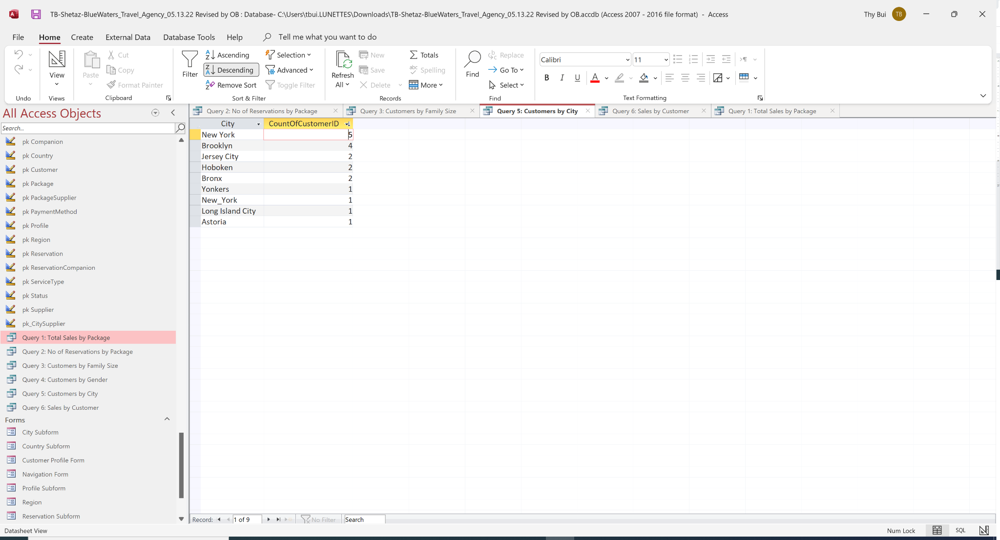 TB-Shetaz-BlueWaters_Travel_Agency_05.13.22 Revised by OB : Database- C:\Users\tbui.LUNETTES\Downloads\TB-Shetaz-BlueWaters_Travel_Agency_05.13.22 Revised by OB.accdb (Access 2007 - 2016 file format) - Access
Thy Bui
TB
File Home Create External Data Database Tools Help Tell me what you want to do
Undo
View
Views
Paste
Cut
Copy
Format Painter
Clipboard
Filter
Ascending
Descending
Remove Sort
Selection
Advanced
Toggle Filter
Sort & Filter
Refresh
All
New
Save
Delete
Totals
Spelling
More
Records
Find
Replace
Go To
Select
Find
Calibri
11
B I U A
Text Formatting
All Access Objects
Search...
pk Companion
pk Country
pk Customer
pk Package
pk PackageSupplier
pk PaymentMethod
pk Profile
pk Region
pk Reservation
pk ReservationCompanion
pk ServiceType
pk Status
pk Supplier
pk_CitySupplier
Query 1: Total Sales by Package
Query 2: No of Reservations by Package
Query 3: Customers by Family Size
Query 4: Customers by Gender
Query 5: Customers by City
Query 6: Sales by Customer
Forms
City Subform
Country Subform
Customer Profile Form
Navigation Form
Profile Subform
Region
Reservation Subform
Query 2: No of Reservations by Package
Query 3: Customers by Family Size
Query 5: Customers by City
Query 6: Sales by Customer
Query 1: Total Sales by Package
City CountOfCustomerID
New York 5
Brooklyn 4
Jersey City 2
Hoboken 2
Bronx 2
Yonkers 1
New_York 1
Long Island City 1
Astoria 1
Record: 1 of 9 No Filter Search
Datasheet View
Num Lock
SQL